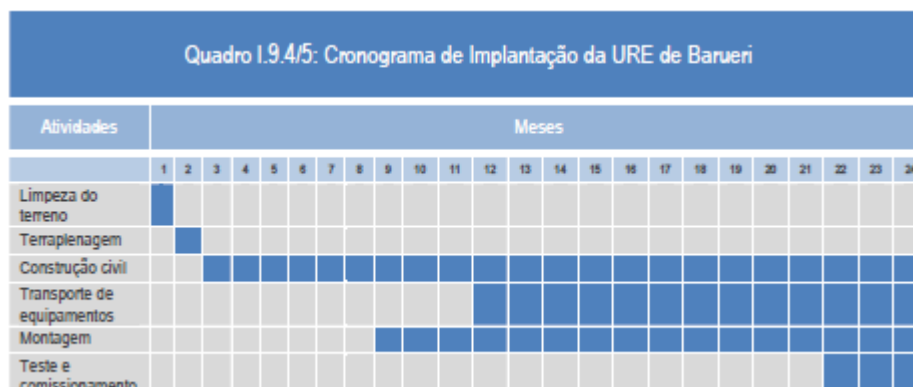 Quadro I.9.4/5: Cronograma de Implantação da URE de Barueri
Atividades Meses
1 2 3 4 5 6 7 8 9 10 11 12 13 14 15 16 17 18 19 20 21 22 23 24
Limpeza do
terreno
Terraplenagem
Construção civil
Transporte de
equipamentos
Montagem
Teste e
comissionamento